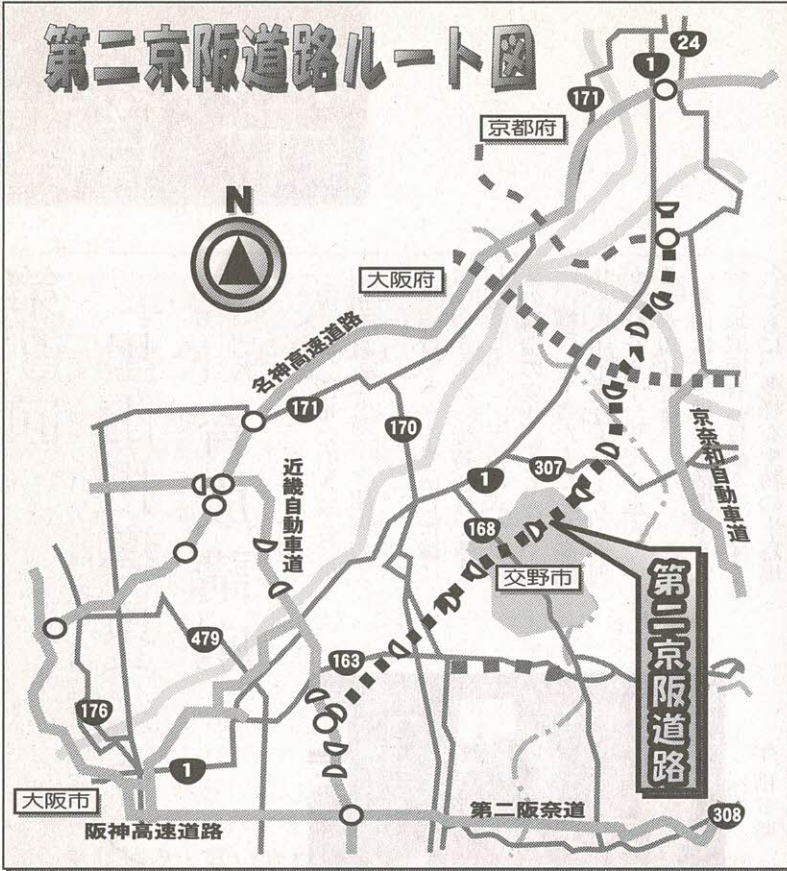 第二京阪道路ルート図
24
1
171
京都府
N
大阪府
名神高速道路
171
170
近畿自動車道
1
307
京奈和自動車道
168
交野市
第二京阪道路
479
163
176
1
大阪市
阪神高速道路
第二阪奈道
308